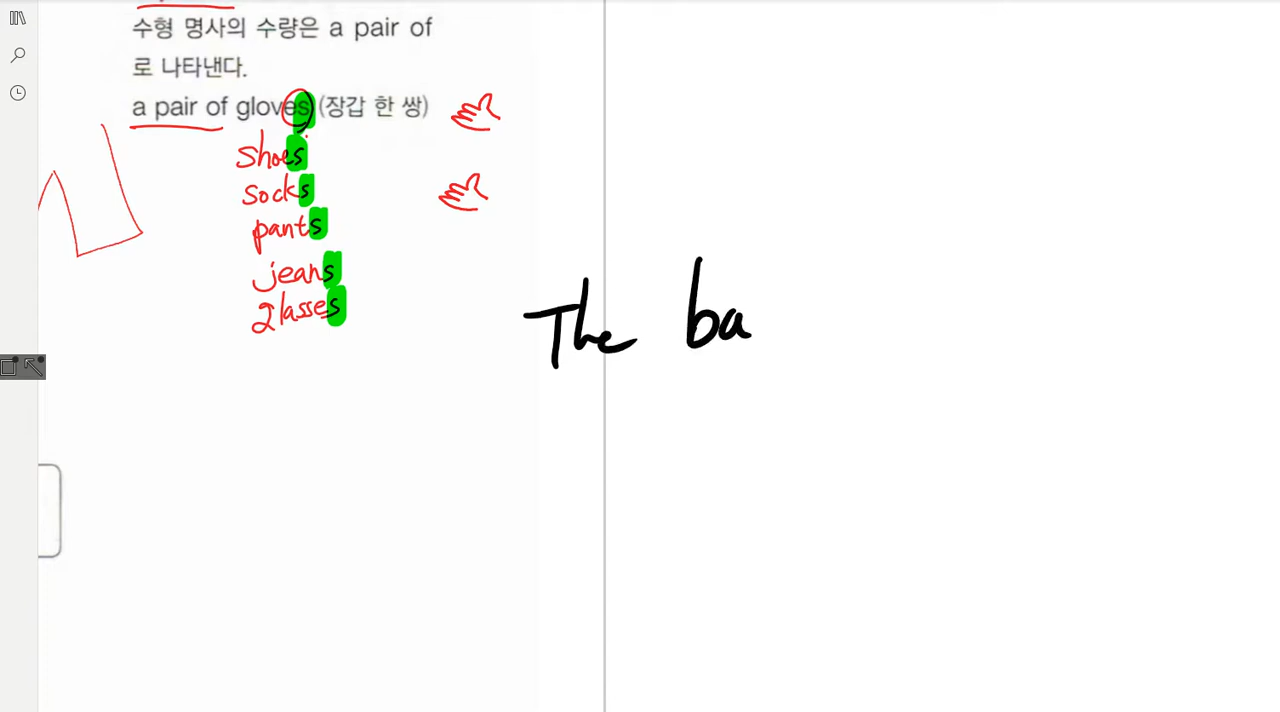 수형 명사의 수량은 a pair of
로 나타낸다.
a pair of gloves (장갑 한 쌍)
shoes
socks
pants
jeans
glasses
The ba